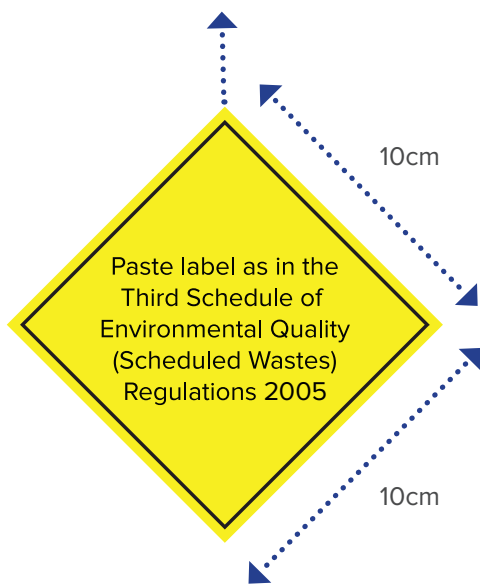 10cm
Paste label as in the
Third Schedule of
Environmental Quality
(Scheduled Wastes)
Regulations 2005
10cm